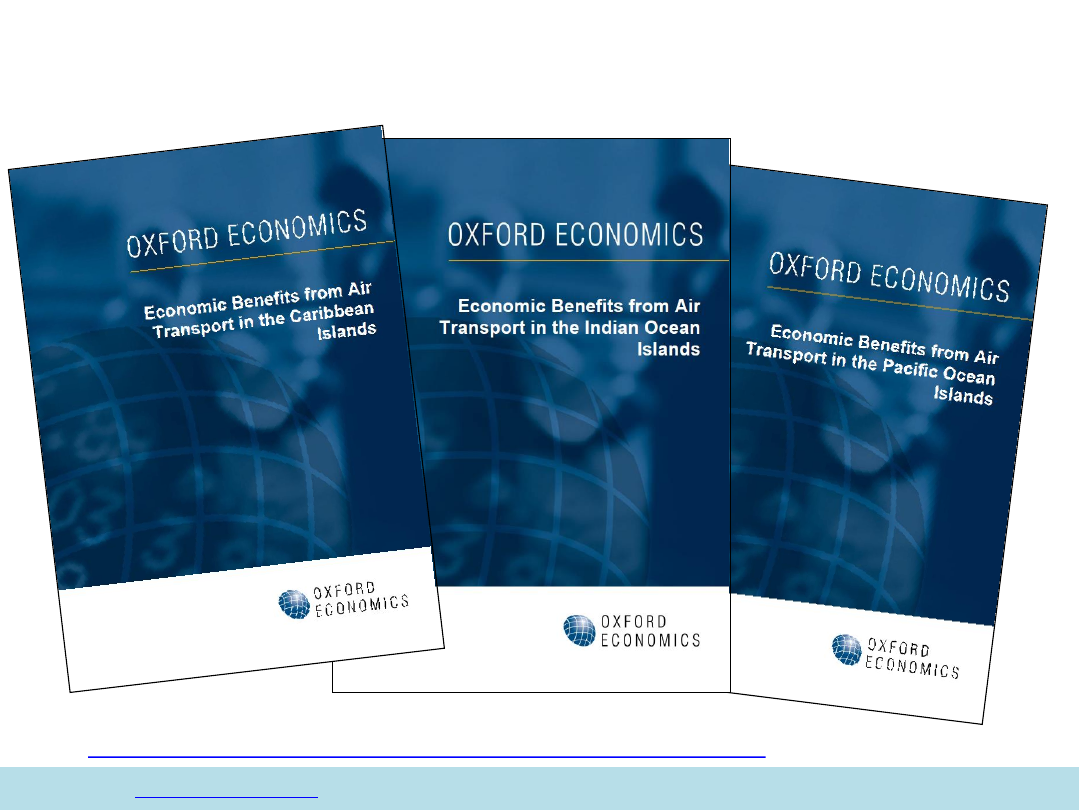 OXFORD ECONOMICS
Economic Benefits from Air
Transport in the Caribbean
Islands
OXFORD
ECONOMICS
OXFORD ECONOMICS
Economic Benefits from Air
Transport in the Indian Ocean
Islands
OXFORD
ECONOMICS
OXFORD ECONOMICS
Economic Benefits from Air
Transport in the Pacific Ocean
Islands
OXFORD
ECONOMICS